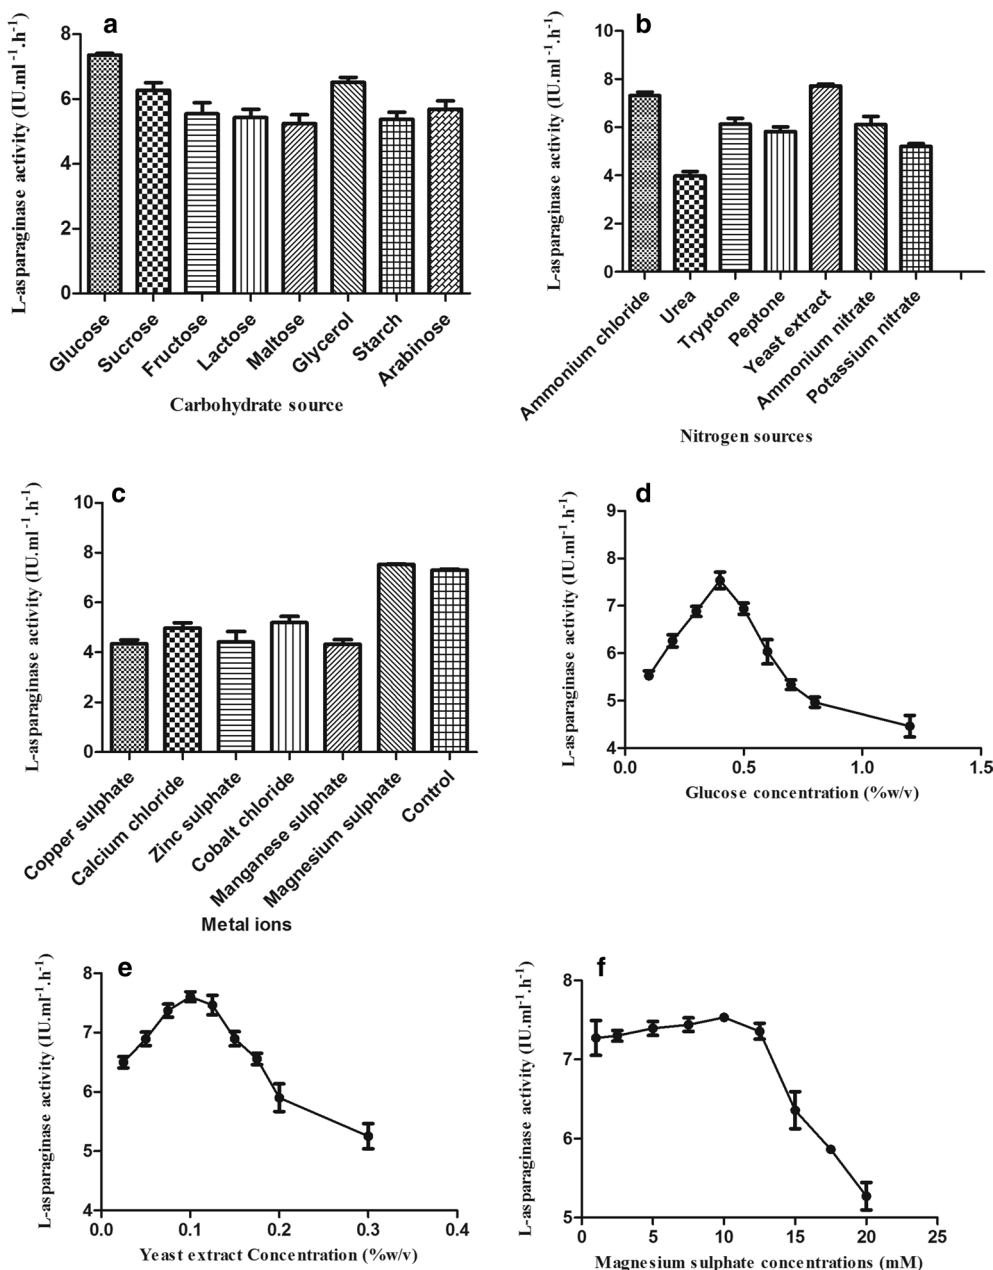 a
L-asparaginase activity (IU.ml⁻¹.h⁻¹)
8
6
4
2
0
Glucose
Sucrose
Fructose
Lactose
Maltose
Glycerol
Starch
Arabinose
Carbohydrate source
b
L-asparaginase activity (IU.ml⁻¹.h⁻¹)
10
8
6
4
2
0
Ammonium chloride
Urea
Tryptone
Peptone
Yeast extract
Ammonium nitrate
Potassium nitrate
Nitrogen sources
c
L-asparaginase activity (IU.ml⁻¹.h⁻¹)
10
8
6
4
2
0
Copper sulphate
Calcium chloride
Zinc sulphate
Cobalt chloride
Manganese sulphate
Magnesium sulphate
Control
Metal ions
d
L-asparaginase activity (IU.ml⁻¹.h⁻¹)
9
8
7
6
5
4
0.0 0.5 1.0 1.5
Glucose concentration (%w/v)
e
L-asparaginase activity (IU.ml⁻¹.h⁻¹)
8
7
6
5
4
0.0 0.1 0.2 0.3 0.4
Yeast extract Concentration (%w/v)
f
L-asparaginase activity (IU.ml⁻¹.h⁻¹)
8
7
6
5
0 5 10 15 20 25
Magnesium sulphate concentrations (mM)